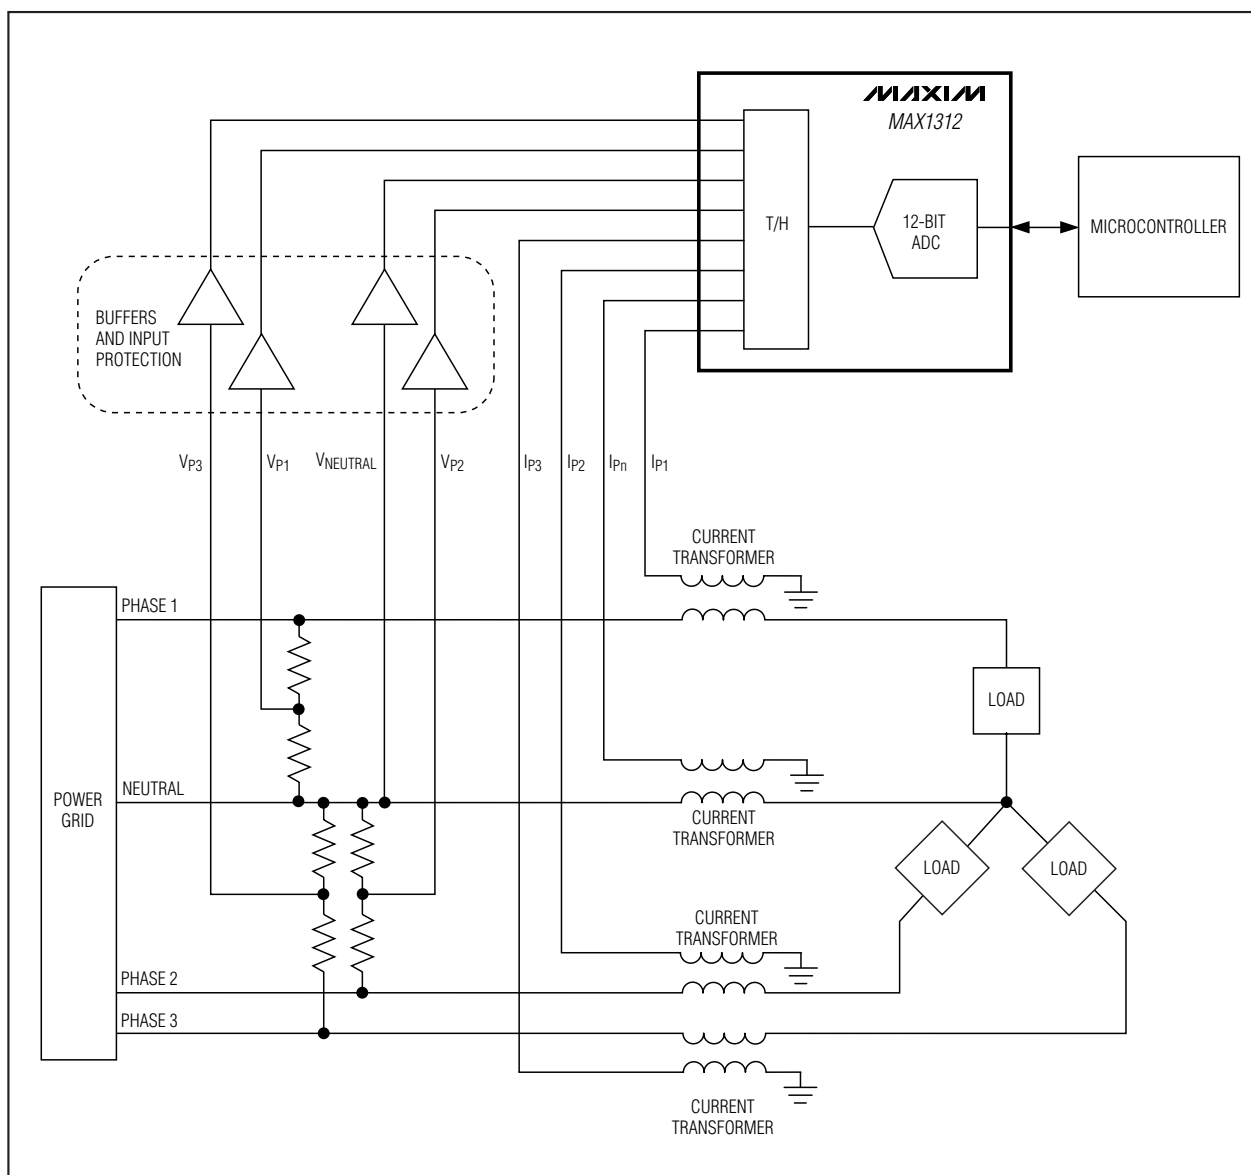 MAXIM
MAX1312
T/H
12-BIT
ADC
MICROCONTROLLER
BUFFERS
AND INPUT
PROTECTION
VP3
VP1
VNEUTRAL
VP2
IP3
IP2
IPn
IP1
CURRENT
TRANSFORMER
PHASE 1
LOAD
NEUTRAL
POWER
GRID
CURRENT
TRANSFORMER
LOAD
LOAD
CURRENT
TRANSFORMER
PHASE 2
PHASE 3
CURRENT
TRANSFORMER